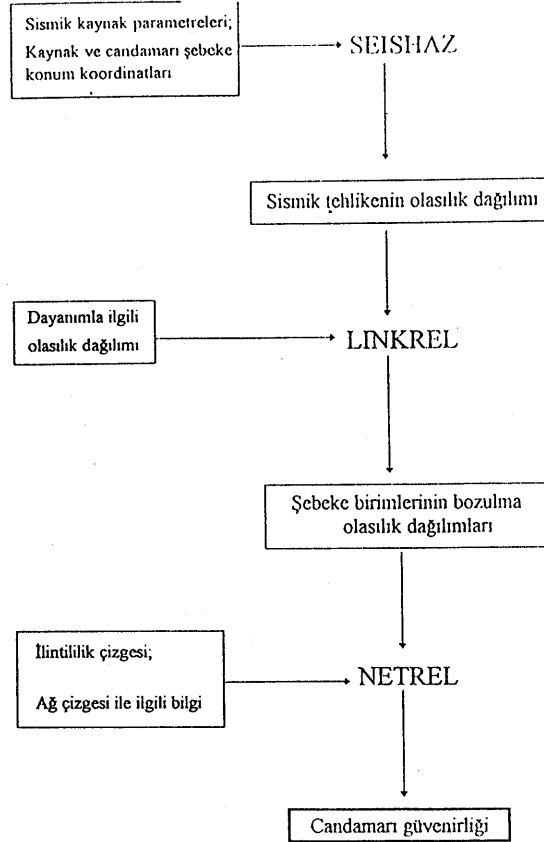 Sismik kaynak parametreleri;
Kaynak ve candamarı şebeke
konum koordinatları
SEISHAZ
Sismik tehlikenin olasılık dağılımı
Dayanımla ilgili
olasılık dağılımı
LINKREL
Şebeke birimlerinin bozulma
olasılık dağılımları
İlintililik çizgesi;
Ağ çizgesi ile ilgili bilgi
NETREL
Candamarı güvenirliği